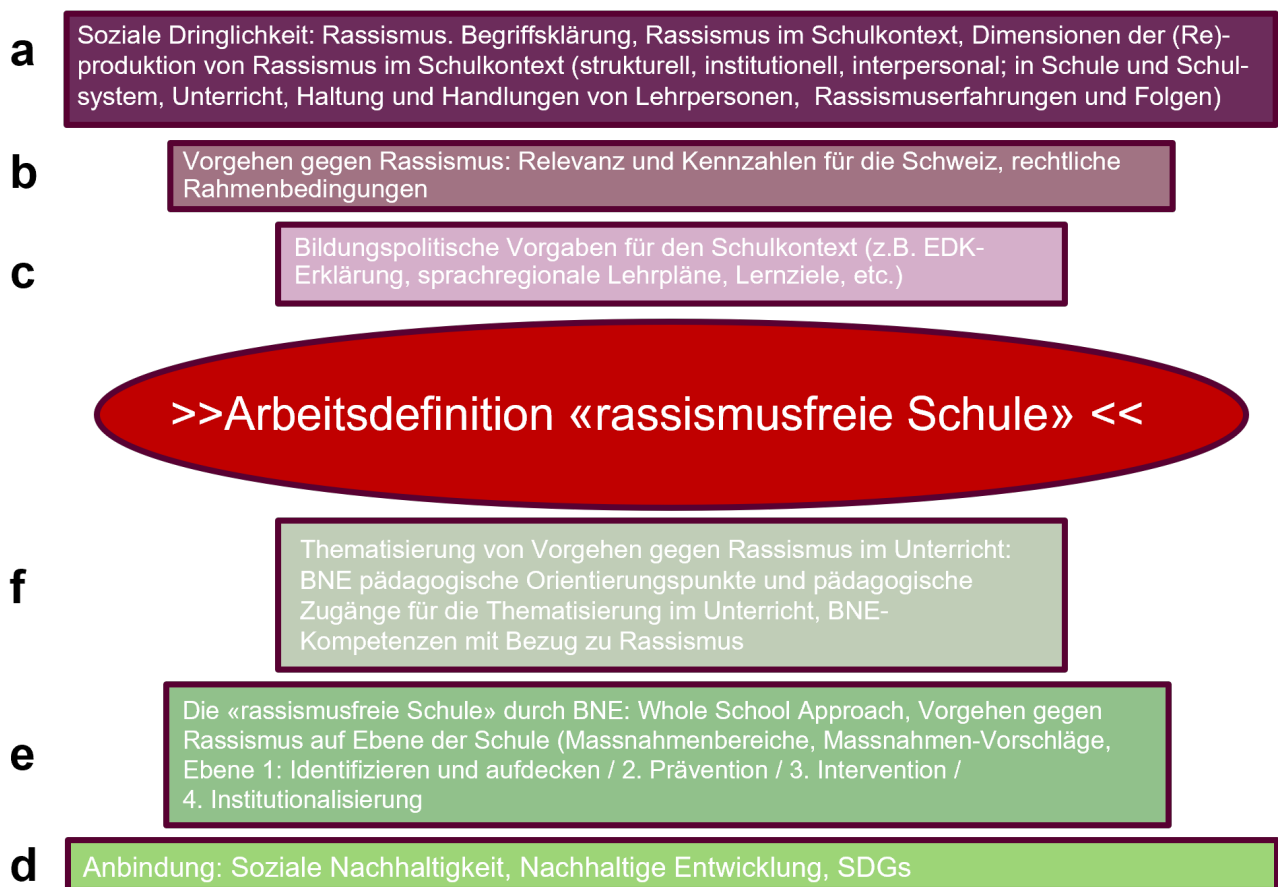 a
Soziale Dringlichkeit: Rassismus. Begriffsklärung, Rassismus im Schulkontext, Dimensionen der (Re)-
produktion von Rassismus im Schulkontext (strukturell, institutionell, interpersonal; in Schule und Schul-
system, Unterricht, Haltung und Handlungen von Lehrpersonen, Rassismuserfahrungen und Folgen)
b
Vorgehen gegen Rassismus: Relevanz und Kennzahlen für die Schweiz, rechtliche
Rahmenbedingungen
c
Bildungspolitische Vorgaben für den Schulkontext (z.B. EDK-
Erklärung, sprachregionale Lehrpläne, Lernziele, etc.)
>>Arbeitsdefinition «rassismusfreie Schule» <<
f
Thematisierung von Vorgehen gegen Rassismus im Unterricht:
BNE pädagogische Orientierungspunkte und pädagogische
Zugänge für die Thematisierung im Unterricht, BNE-
Kompetenzen mit Bezug zu Rassismus
e
Die «rassismusfreie Schule» durch BNE: Whole School Approach, Vorgehen gegen
Rassismus auf Ebene der Schule (Massnahmenbereiche, Massnahmen-Vorschläge,
Ebene 1: Identifizieren und aufdecken / 2. Prävention / 3. Intervention /
4. Institutionalisierung
d
Anbindung: Soziale Nachhaltigkeit, Nachhaltige Entwicklung, SDGs